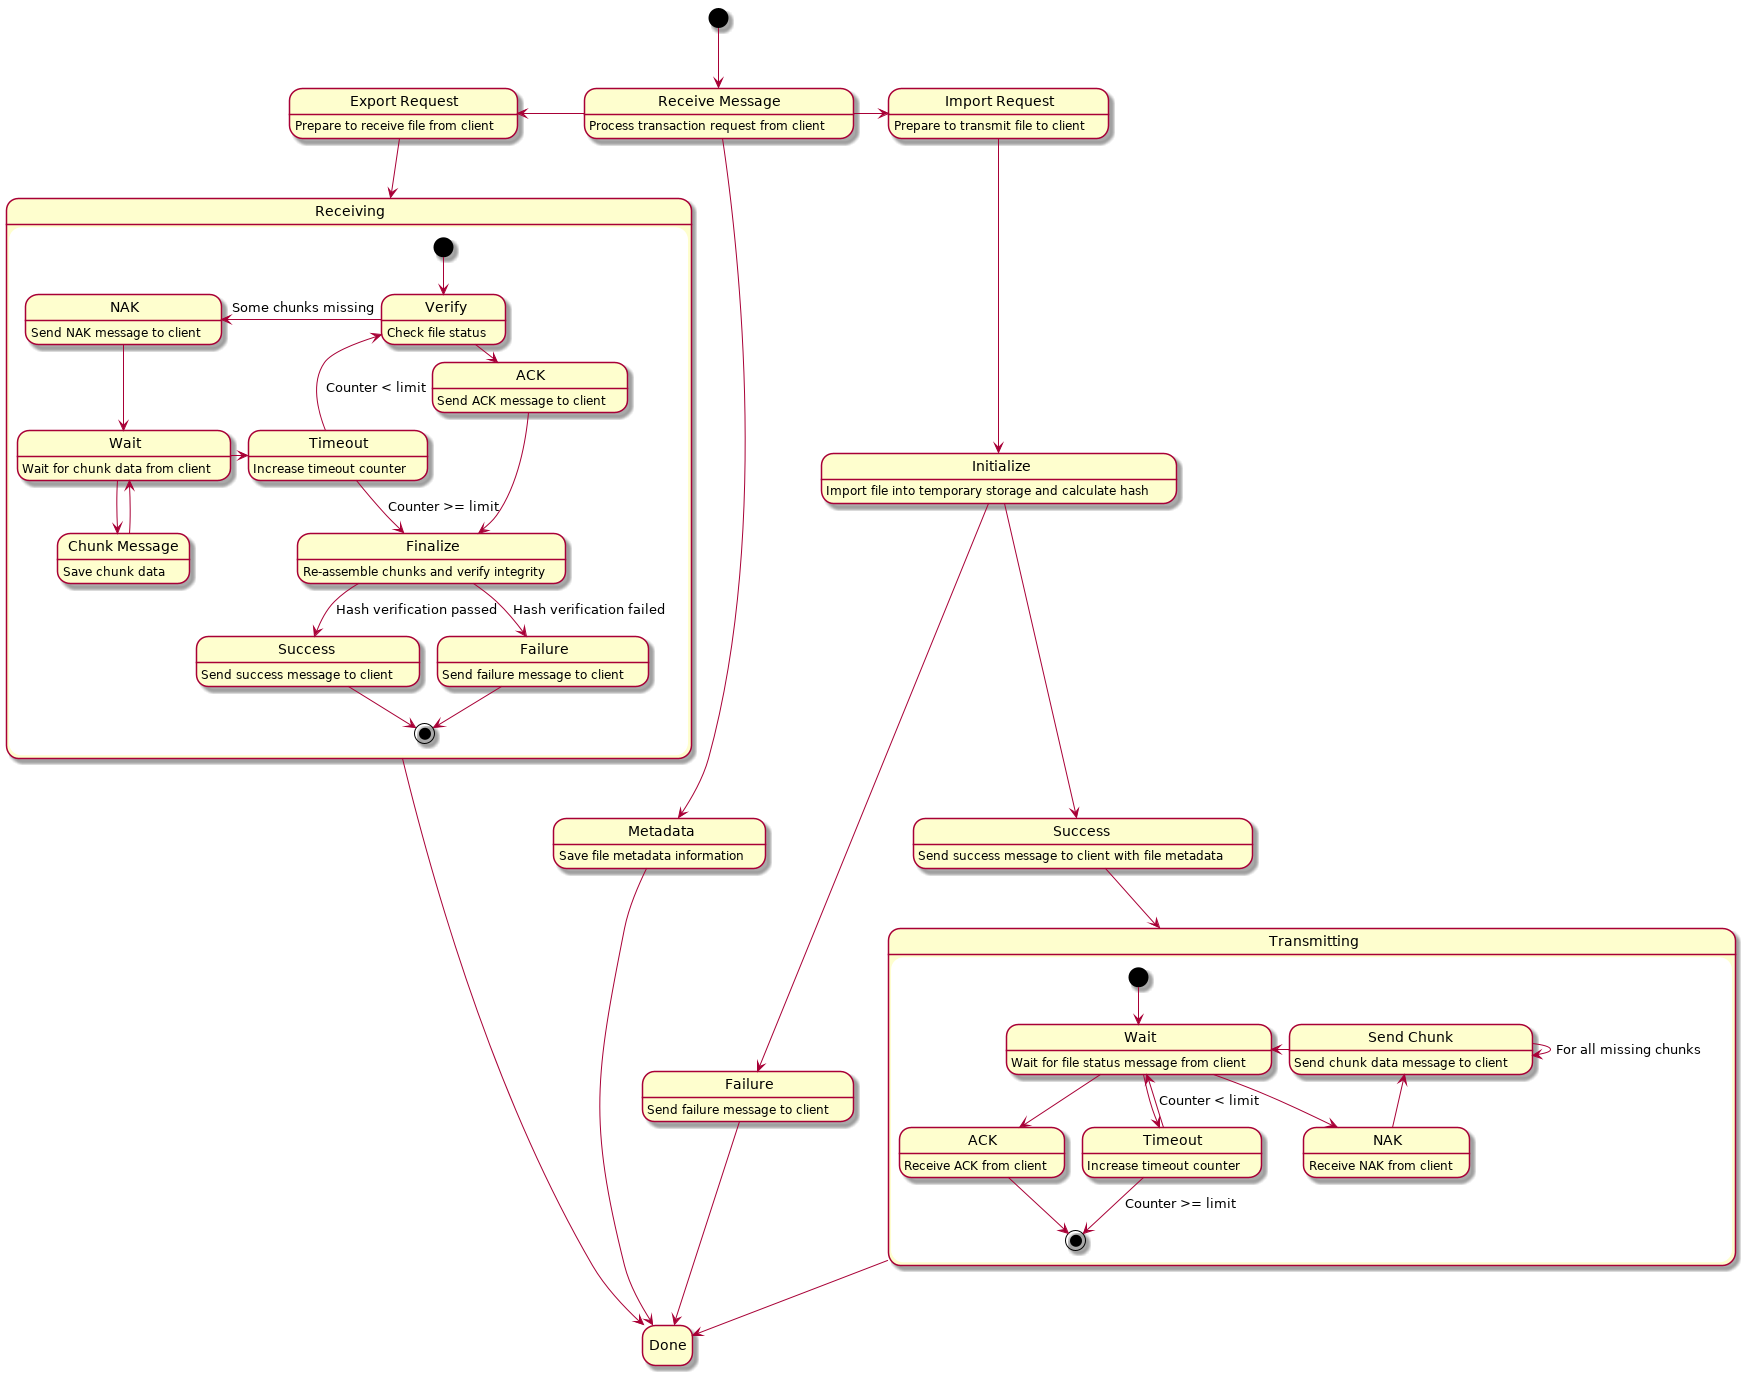 Export Request
Prepare to receive file from client
Receive Message
Process transaction request from client
Import Request
Prepare to transmit file to client
Receiving
NAK
Send NAK message to client
Some chunks missing
Verify
Check file status
ACK
Send ACK message to client
Counter < limit
Wait
Wait for chunk data from client
Timeout
Increase timeout counter
Counter >= limit
Chunk Message
Save chunk data
Finalize
Re-assemble chunks and verify integrity
Hash verification passed
Hash verification failed
Success
Send success message to client
Failure
Send failure message to client
Initialize
Import file into temporary storage and calculate hash
Metadata
Save file metadata information
Success
Send success message to client with file metadata
Transmitting
Wait
Wait for file status message from client
Send Chunk
Send chunk data message to client
For all missing chunks
Counter < limit
Failure
Send failure message to client
ACK
Receive ACK from client
Timeout
Increase timeout counter
NAK
Receive NAK from client
Counter >= limit
Done